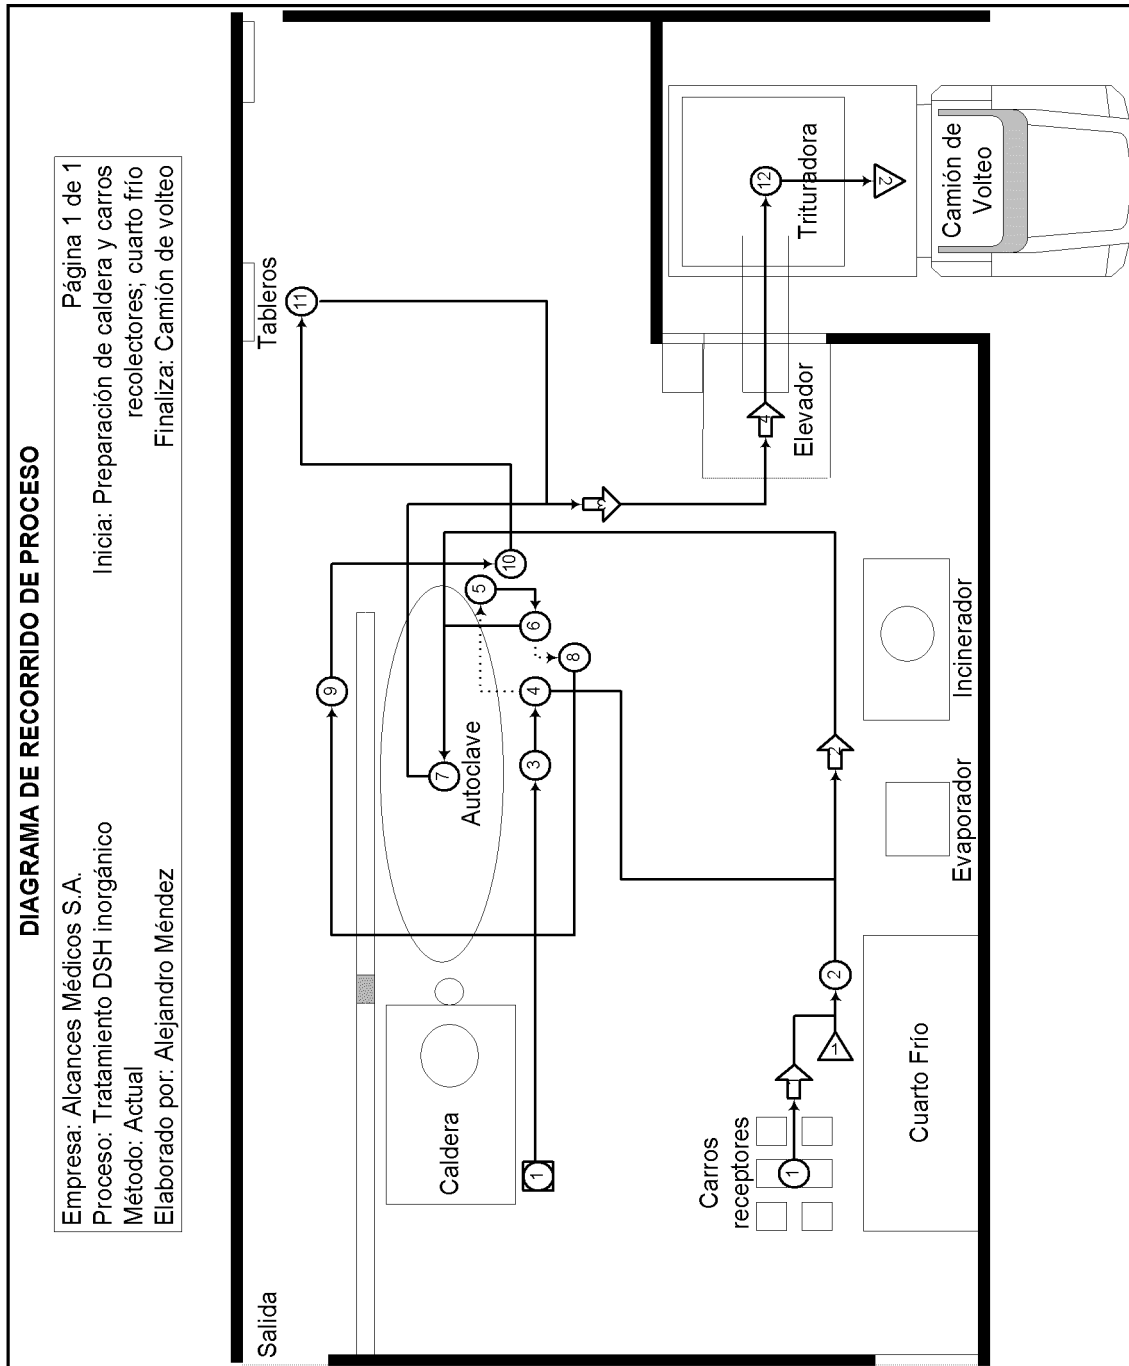 DIAGRAMA DE RECORRIDO DE PROCESO
Empresa: Alcances Médicos S.A.
Página 1 de 1
Proceso: Tratamiento DSH inorgánico
Inicia: Preparación de caldera y carros
Método: Actual
recolectores; cuarto frío
Elaborado por: Alejandro Méndez
Finaliza: Camión de volteo
Salida
Tableros
11
9
Caldera
7
Autoclave
5
10
1
3
4
6
8
3
Carros
receptores
1
1
2
2
4
Elevador
12
Trituradora
2
Camión de
Volteo
Cuarto Frío
Evaporador
Incinerador